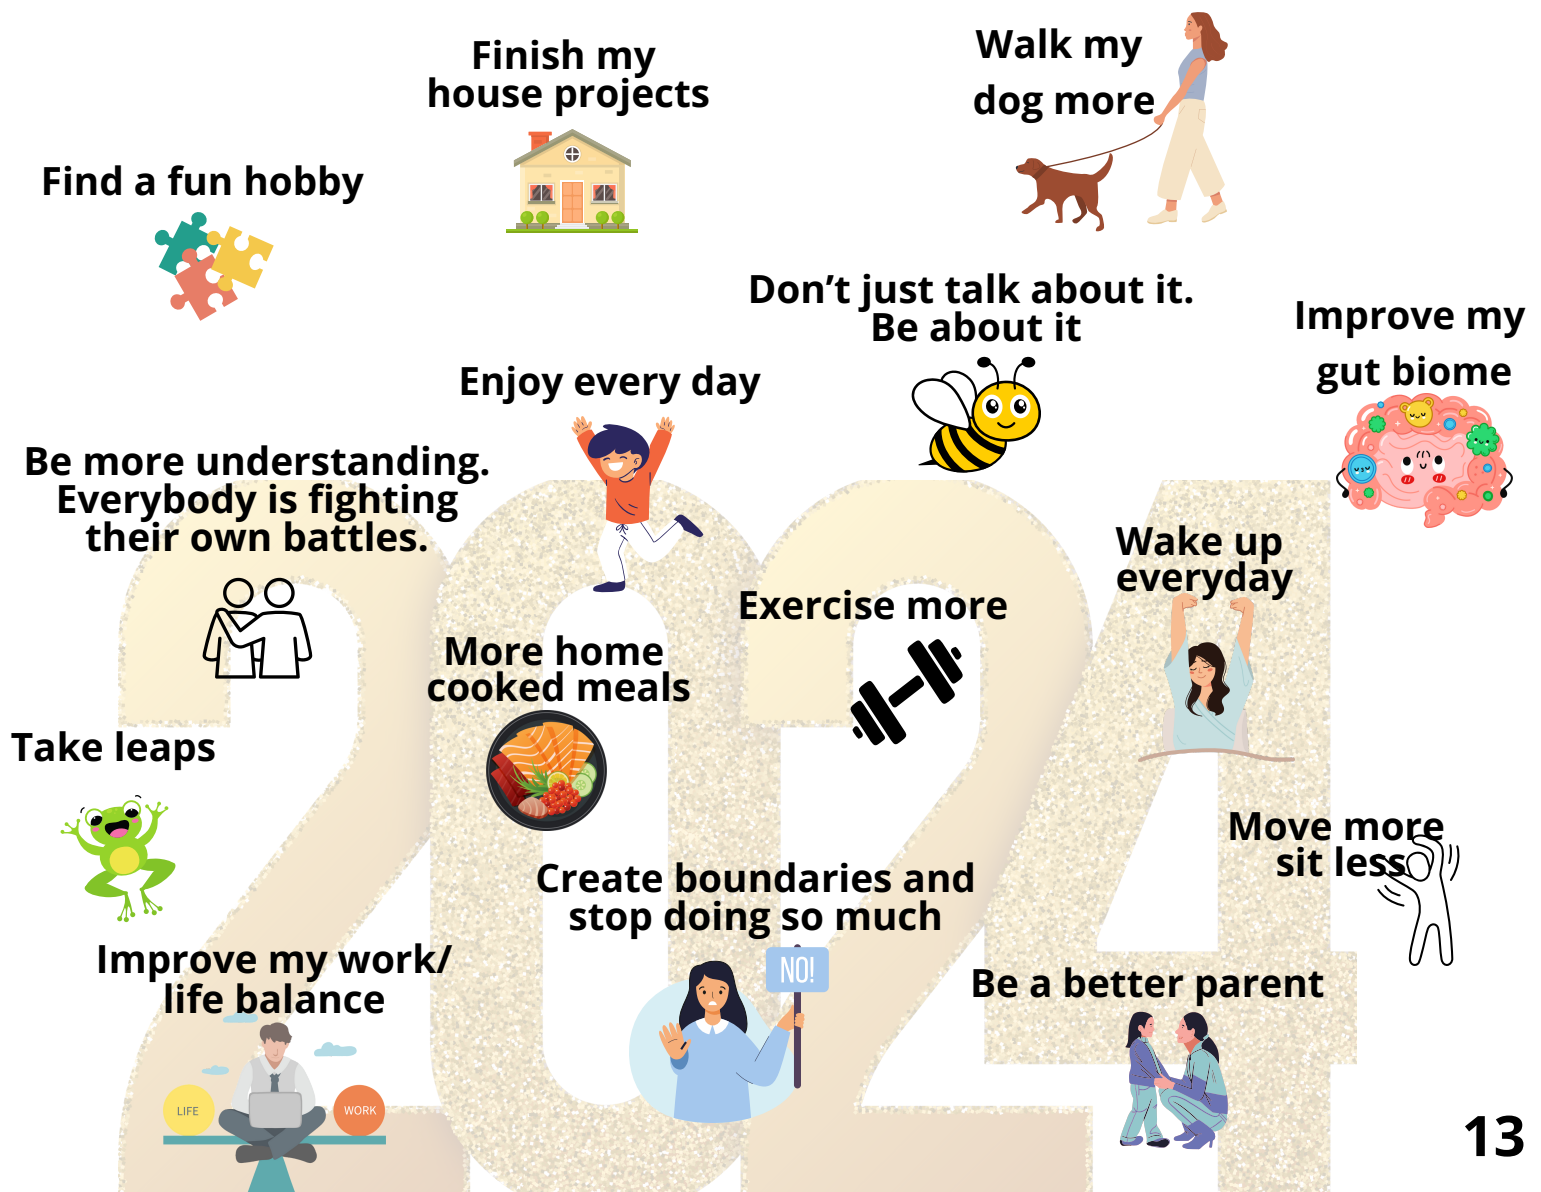 Finish my
house projects
Walk my
dog more
Find a fun hobby
Don’t just talk about it.
Be about it
Improve my
gut biome
Enjoy every day
Be more understanding.
Everybody is fighting
their own battles.
Wake up
everyday
Exercise more
More home
cooked meals
Take leaps
Move more
sit less
Create boundaries and
stop doing so much
NO!
Improve my work/
life balance
LIFE
WORK
Be a better parent
2024
13